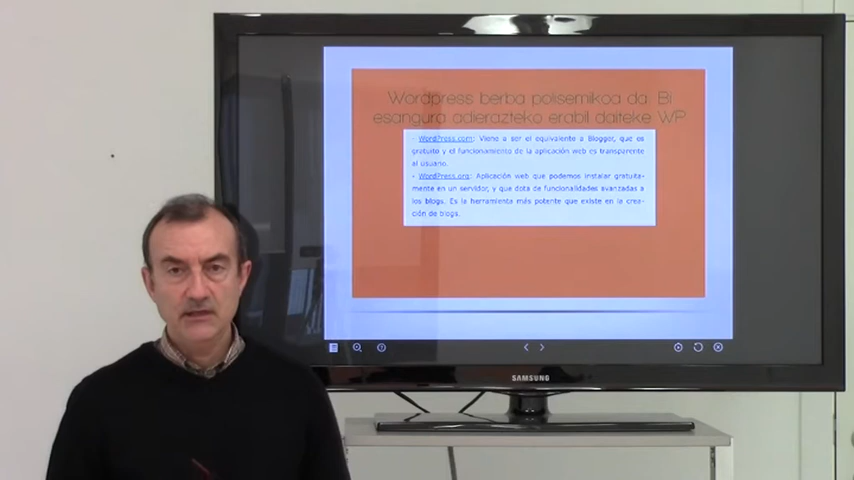 Wordpress berba polisemikoa da. Bi
esangura adierazteko erabil daiteke WP
- WordPress.com: Viene a ser el equivalente a Blogger, que es
gratuito y el funcionamiento de la aplicación web es transparente
al usuario.
- WordPress.org: Aplicación web que podemos instalar gratuita-
mente en un servidor, y que dota de funcionalidades avanzadas a
los blogs. Es la herramienta más potente que existe en la crea-
ción de blogs.
SAMSUNG